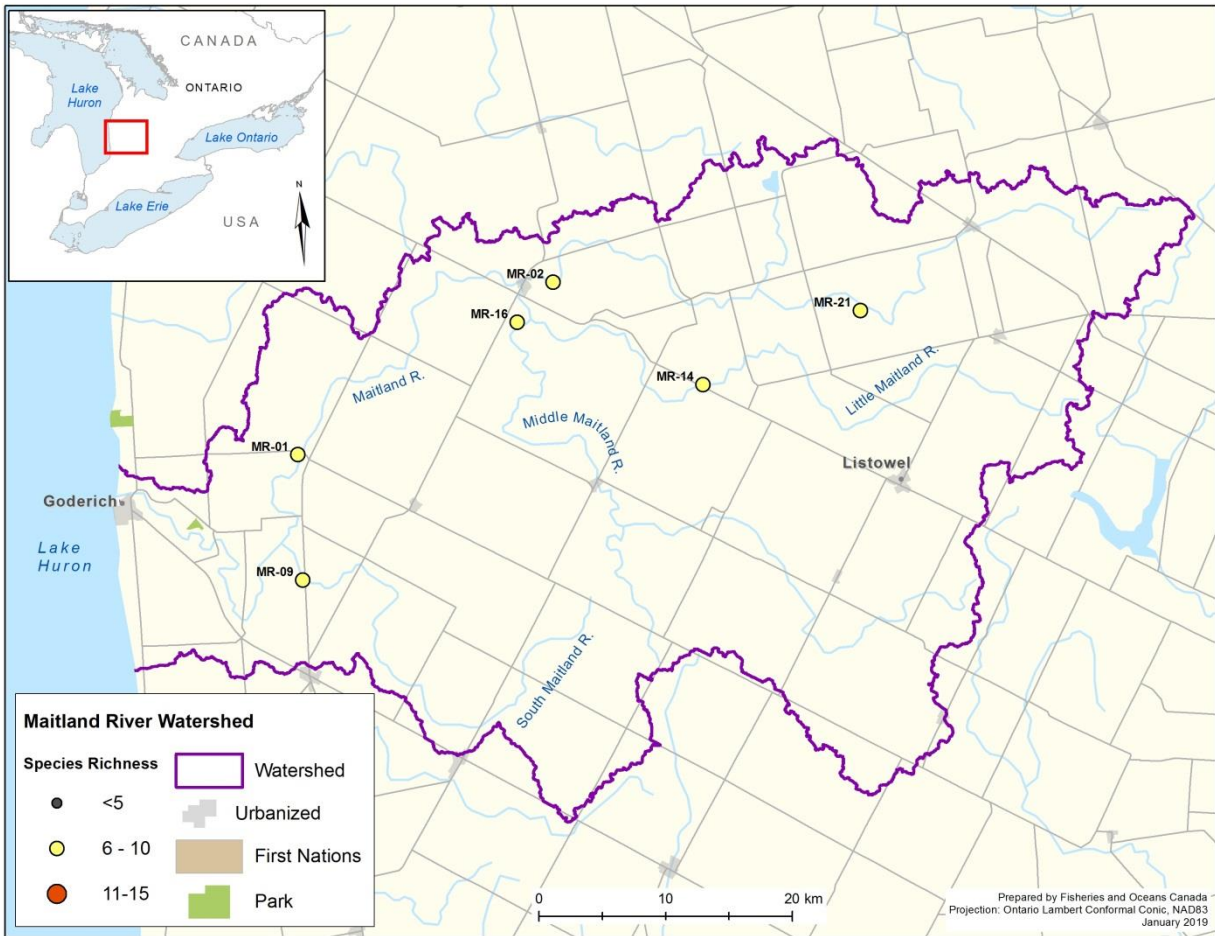 CANADA
Lake
Huron
ONTARIO
Lake Ontario
Lake Erie
USA
N
MR-02
MR-16
MR-21
MR-14
Maitland R.
Little Maitland R.
Middle Maitland R.
MR-01
Listowel
Goderich
Lake
Huron
MR-09
South Maitland R.
Maitland River Watershed
Species Richness
<5
6 - 10
11-15
Watershed
Urbanized
First Nations
Park
0 10 20 km
Prepared by Fisheries and Oceans Canada
Projection: Ontario Lambert Conformal Conic, NAD83
January 2019